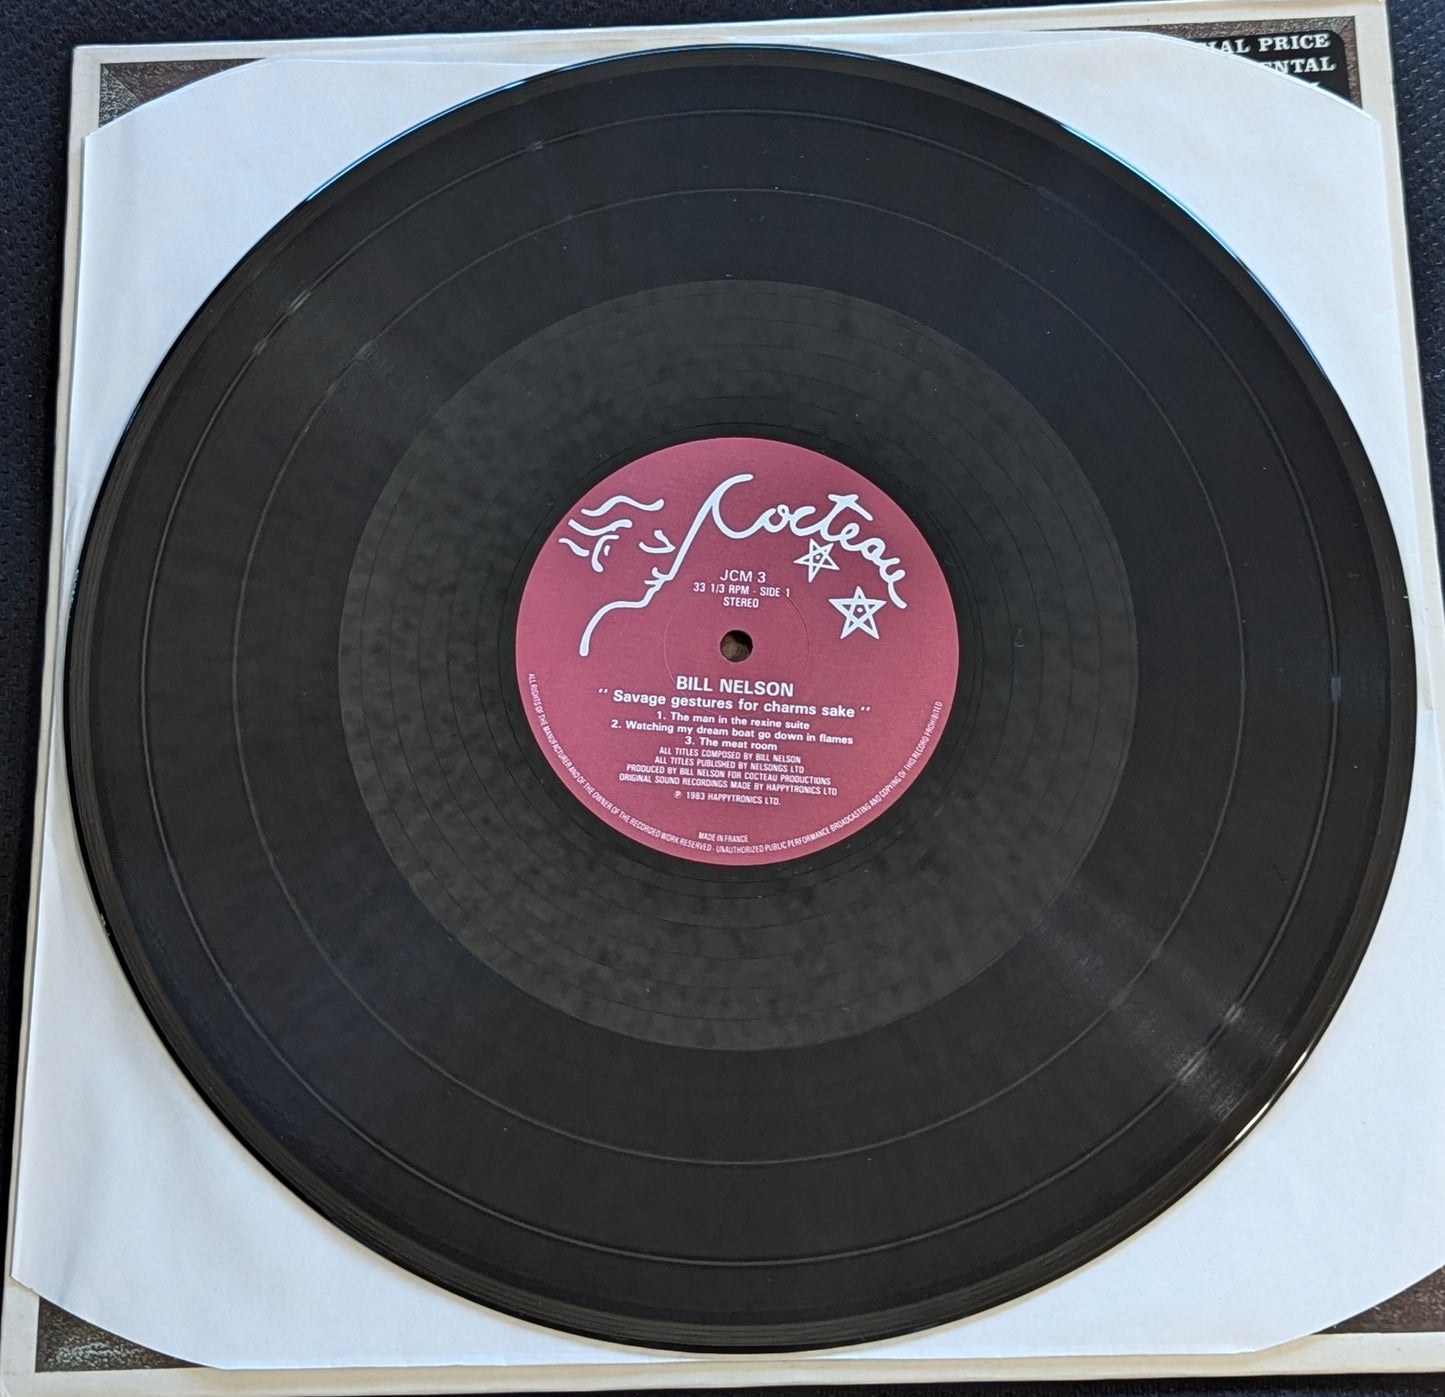 IAL PRICE
ENTAL
Cocteau
JCM 3
33 1/3 RPM - SIDE 1
STEREO
BILL NELSON
" Savage gestures for charms sake "
1. The man in the rexine suite
2. Watching my dream boat go down in flames
3. The meat room
ALL TITLES COMPOSED BY BILL NELSON
ALL TITLES PUBLISHED BY NELSONGS LTD
PRODUCED BY BILL NELSON FOR COCTEAU PRODUCTIONS
ORIGINAL SOUND RECORDINGS MADE BY HAPPYTRONICS LTD
℗ 1983 HAPPYTRONICS LTD.
MADE IN FRANCE
ALL RIGHTS OF THE MANUFACTURER AND OF THE OWNER OF THE RECORDED WORK RESERVED - UNAUTHORIZED PUBLIC PERFORMANCE BROADCASTING AND COPYING OF THIS RECORD PROHIBITED